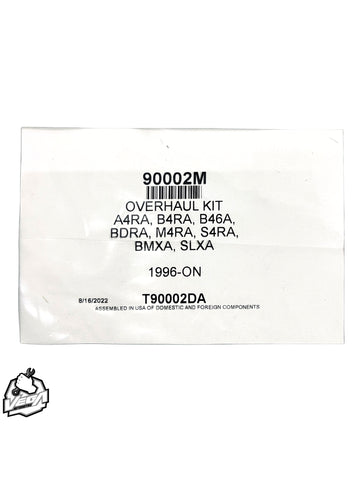 90002M
OVERHAUL KIT
A4RA, B4RA, B46A,
BDRA, M4RA, S4RA,
BMXA, SLXA
1996-ON
8/16/2022 T90002DA
ASSEMBLED IN USA OF DOMESTIC AND FOREIGN COMPONENTS
VEGA